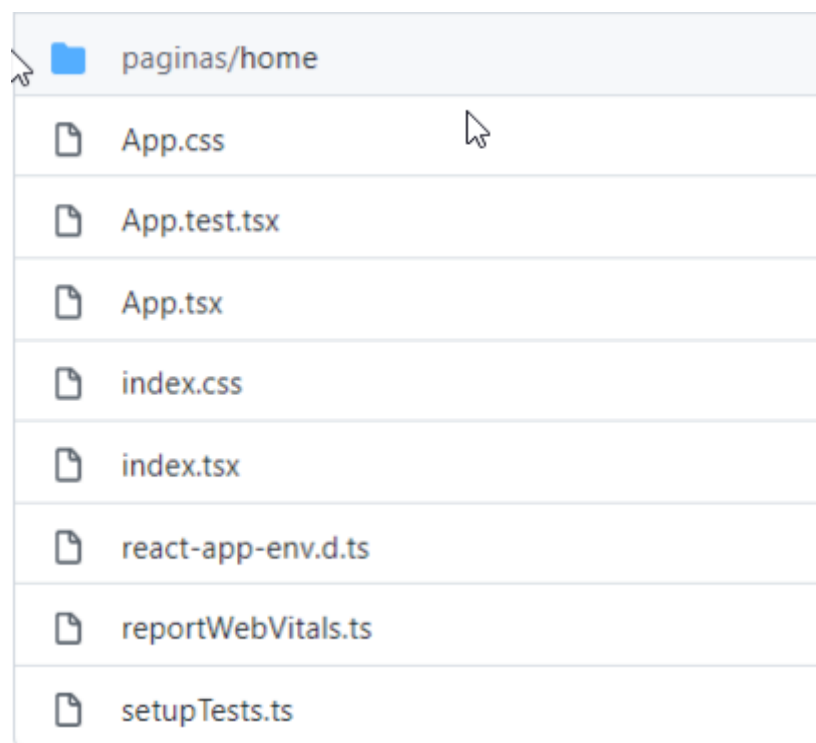 paginas/home
App.css
App.test.tsx
App.tsx
index.css
index.tsx
react-app-env.d.ts
reportWebVitals.ts
setupTests.ts